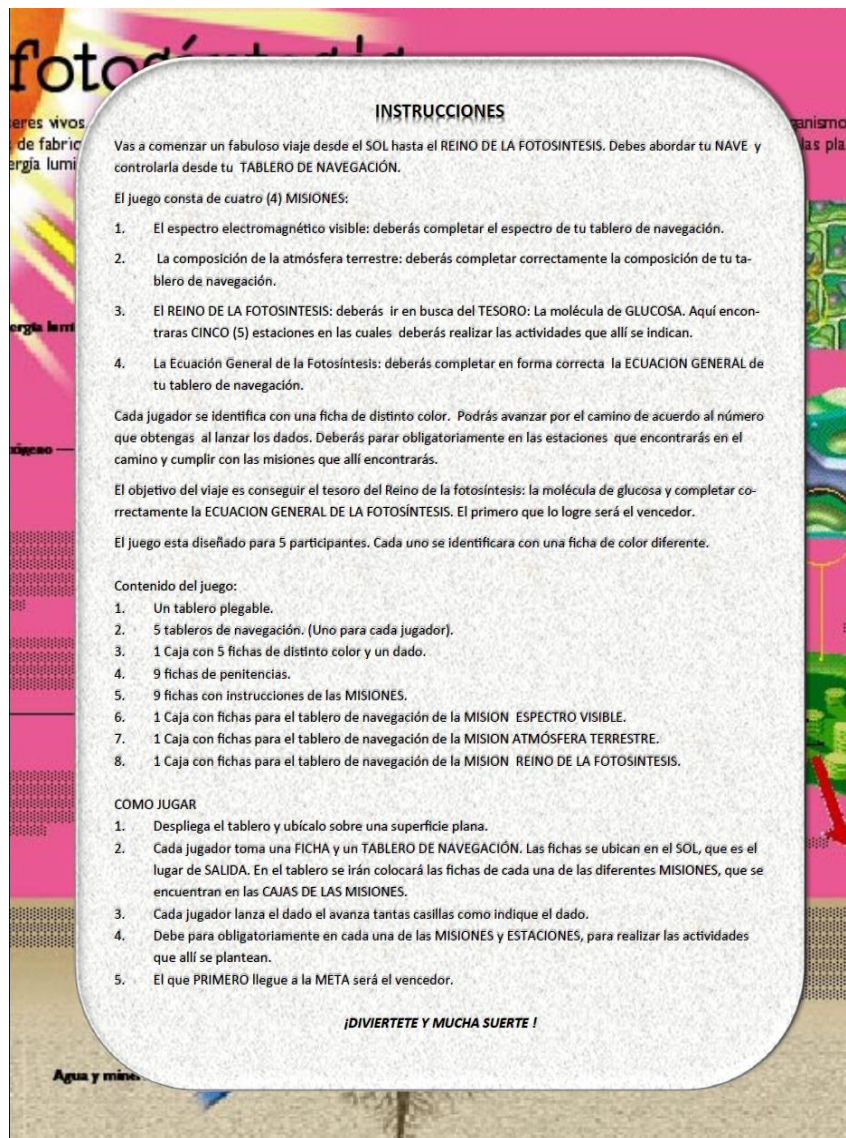 fotosíntesis
INSTRUCCIONES
Vas a comenzar un fabuloso viaje desde el SOL hasta el REINO DE LA FOTOSINTESIS. Debes abordar tu NAVE y
controlarla desde tu TABLERO DE NAVEGACIÓN.
El juego consta de cuatro (4) MISIONES:
1. El espectro electromagnético visible: deberás completar el espectro de tu tablero de navegación.
2. La composición de la atmósfera terrestre: deberás completar correctamente la composición de tu ta-
blero de navegación.
3. El REINO DE LA FOTOSINTESIS: deberás ir en busca del TESORO: La molécula de GLUCOSA. Aquí encon-
traras CINCO (5) estaciones en las cuales deberás realizar las actividades que allí se indican.
4. La Ecuación General de la Fotosíntesis: deberás completar en forma correcta la ECUACION GENERAL de
tu tablero de navegación.
Cada jugador se identifica con una ficha de distinto color. Podrás avanzar por el camino de acuerdo al número
que obtengas al lanzar los dados. Deberás parar obligatoriamente en las estaciones que encontrarás en el
camino y cumplir con las misiones que allí encontrarás.
El objetivo del viaje es conseguir el tesoro del Reino de la fotosíntesis: la molécula de glucosa y completar co-
rrectamente la ECUACION GENERAL DE LA FOTOSÍNTESIS. El primero que lo logre será el vencedor.
El juego esta diseñado para 5 participantes. Cada uno se identificara con una ficha de color diferente.
Contenido del juego:
1. Un tablero plegable.
2. 5 tableros de navegación. (Uno para cada jugador).
3. 1 Caja con 5 fichas de distinto color y un dado.
4. 9 fichas de penitencias.
5. 9 fichas con instrucciones de las MISIONES.
6. 1 Caja con fichas para el tablero de navegación de la MISION ESPECTRO VISIBLE.
7. 1 Caja con fichas para el tablero de navegación de la MISION ATMÓSFERA TERRESTRE.
8. 1 Caja con fichas para el tablero de navegación de la MISION REINO DE LA FOTOSINTESIS.
COMO JUGAR
1. Despliega el tablero y ubícalo sobre una superficie plana.
2. Cada jugador toma una FICHA y un TABLERO DE NAVEGACIÓN. Las fichas se ubican en el SOL, que es el
lugar de SALIDA. En el tablero se irán colocará las fichas de cada una de las diferentes MISIONES, que se
encuentran en las CAJAS DE LAS MISIONES.
3. Cada jugador lanza el dado el avanza tantas casillas como indique el dado.
4. Debe para obligatoriamente en cada una de las MISIONES y ESTACIONES, para realizar las actividades
que allí se plantean.
5. El que PRIMERO llegue a la META será el vencedor.
¡DIVIERTETE Y MUCHA SUERTE !
Agua y